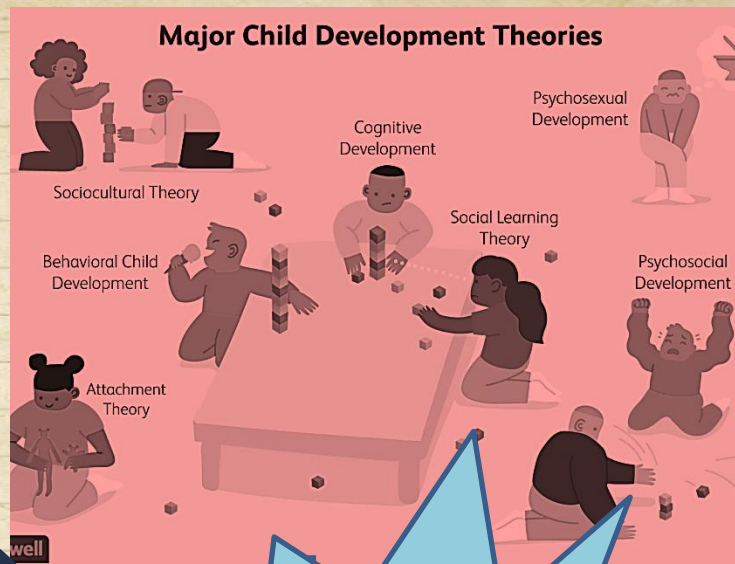 Major Child Development Theories
Psychosexual
Development
Cognitive
Development
Sociocultural Theory
Social Learning
Theory
Behavioral Child
Development
Psychosocial
Development
Attachment
Theory
well